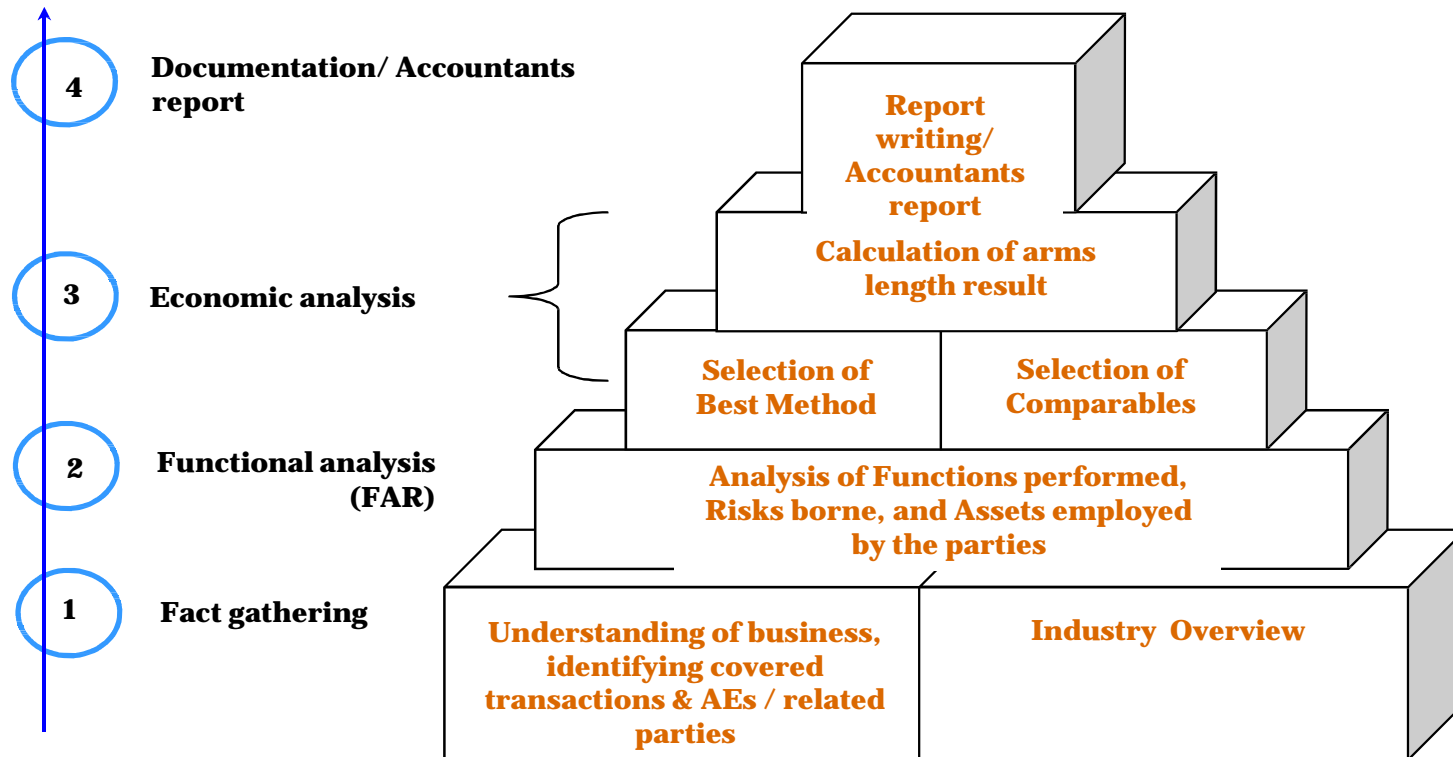 4
Documentation/ Accountants
report
Report
writing/
Accountants
report
3
Economic analysis
Calculation of arms
length result
Selection of
Best Method
Selection of
Comparables
2
Functional analysis
(FAR)
Analysis of Functions performed,
Risks borne, and Assets employed
by the parties
1
Fact gathering
Understanding of business,
identifying covered
transactions & AEs / related
parties
Industry Overview